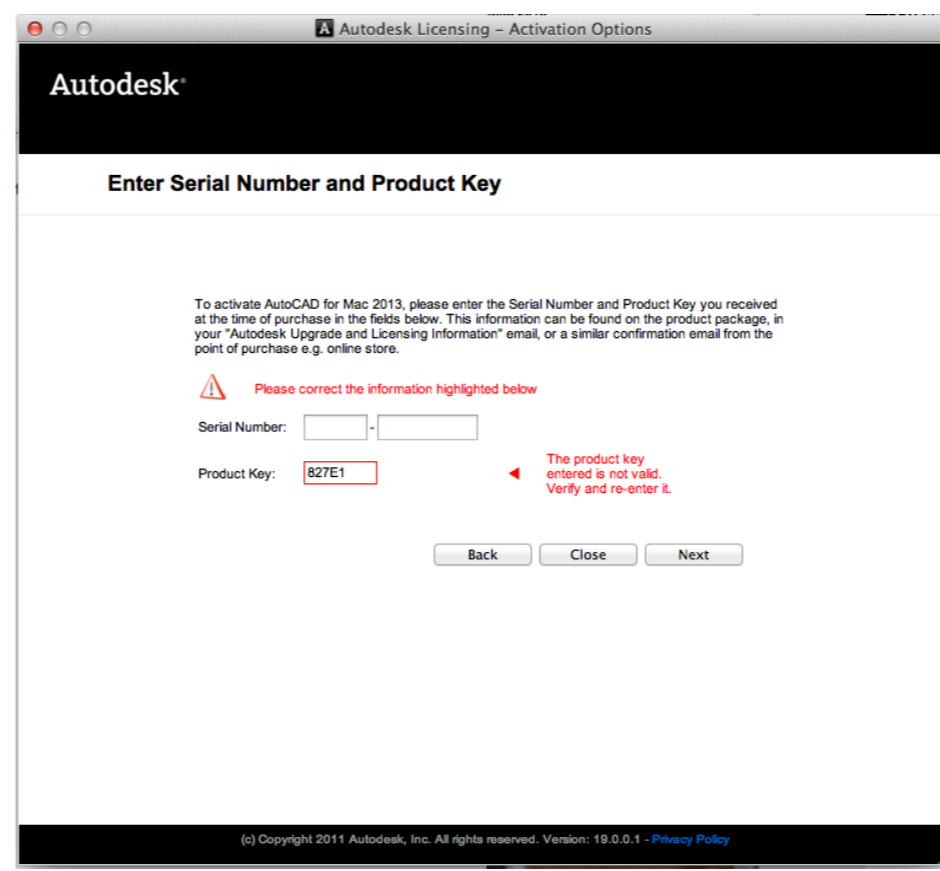 Autodesk Licensing – Activation Options
Autodesk®
Enter Serial Number and Product Key
To activate AutoCAD for Mac 2013, please enter the Serial Number and Product Key you received
at the time of purchase in the fields below. This information can be found on the product package, in
your "Autodesk Upgrade and Licensing Information" email, or a similar confirmation email from the
point of purchase e.g. online store.
Please correct the information highlighted below
Serial Number: -
Product Key: 827E1
The product key
entered is not valid.
Verify and re-enter it.
Back Close Next
(c) Copyright 2011 Autodesk, Inc. All rights reserved. Version: 19.0.0.1 - Privacy Policy